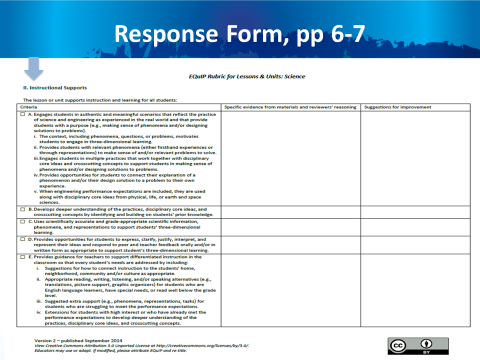 Response Form, pp 6-7
EQuIP Rubric for Lessons & Units: Science
II. Instructional Supports
The lesson or unit supports instruction and learning for all students:
Criteria
Specific evidence from materials and reviewers' reasoning
Suggestions for improvement
A. Engages students in authentic and meaningful scenarios that reflect the
practice of science and engineering as experienced in the real world and that provide
students with a purpose (e.g., making sense of phenomena and/or designing
solutions to problems).
i. The context, including phenomena, questions, or problems, motivates
students to engage in three-dimensional learning.
ii. Provides students with relevant phenomena (either firsthand experiences or
through representations) to make sense of and/or relevant problems to solve.
iii. Engages students in multiple practices that work together with disciplinary
core ideas and crosscutting concepts to support students in making sense of
phenomena and/or designing solutions to problems.
iv. Provides opportunities for students to connect their explanation of a
phenomenon and/or their design solution to a problem to their own
experience.
v. When engineering performance expectations are included, they are used
along with disciplinary core ideas from physical, life, or earth and space
sciences.
B. Develops deeper understanding of the practices, disciplinary core ideas, and
crosscutting concepts by identifying and building on students' prior knowledge.
C. Uses scientifically accurate and grade-appropriate scientific information,
phenomena, and representations to support students' three-dimensional
learning.
D. Provides opportunities for students to express, clarify, justify, interpret, and
represent their ideas and respond to peer and teacher feedback orally and/or in
written form as appropriate to support student's three-dimensional learning.
E. Provides guidance for teachers to support differentiated instruction in the
classroom so that every student's needs are addressed by including:
i. Suggestions for how to connect instruction to the students' home,
neighborhood, community and/or culture as appropriate.
ii. Appropriate reading, writing, listening, and/or speaking alternatives (e.g.,
translations, picture support, graphic organizers) for students who are
English language learners, have special needs, or read well below the grade
level.
iii. Suggested extra support (e.g., phenomena, representations, tasks) for
students who are struggling to meet the performance expectations.
iv. Extensions for students with high interest or who have already met the
performance expectations to develop deeper understanding of the
practices, disciplinary core ideas, and crosscutting concepts.
Version 2 – published September 2014
View Creative Commons Attribution 3.0 Unported License at http://creativecommons.org/licenses/by/3.0/.
Educators may use or adapt. If modified, please attribute EQuIP and re-title.
cc
BY